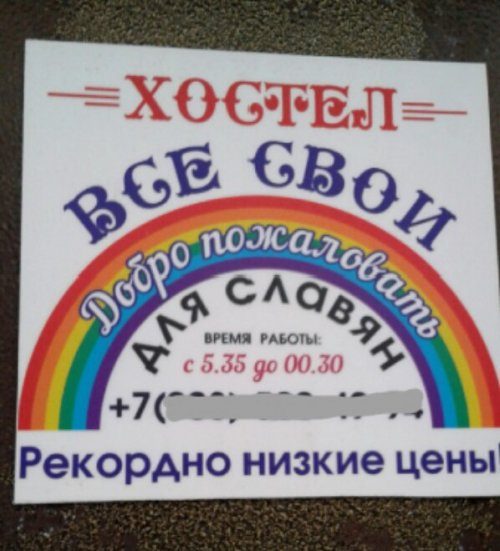 ХОСТЕЛ
ВСЕ СВОИ
Добро пожаловать
для славян
ВРЕМЯ РАБОТЫ:
с 5.35 до 00.30
+7(
Рекордно низкие цены!